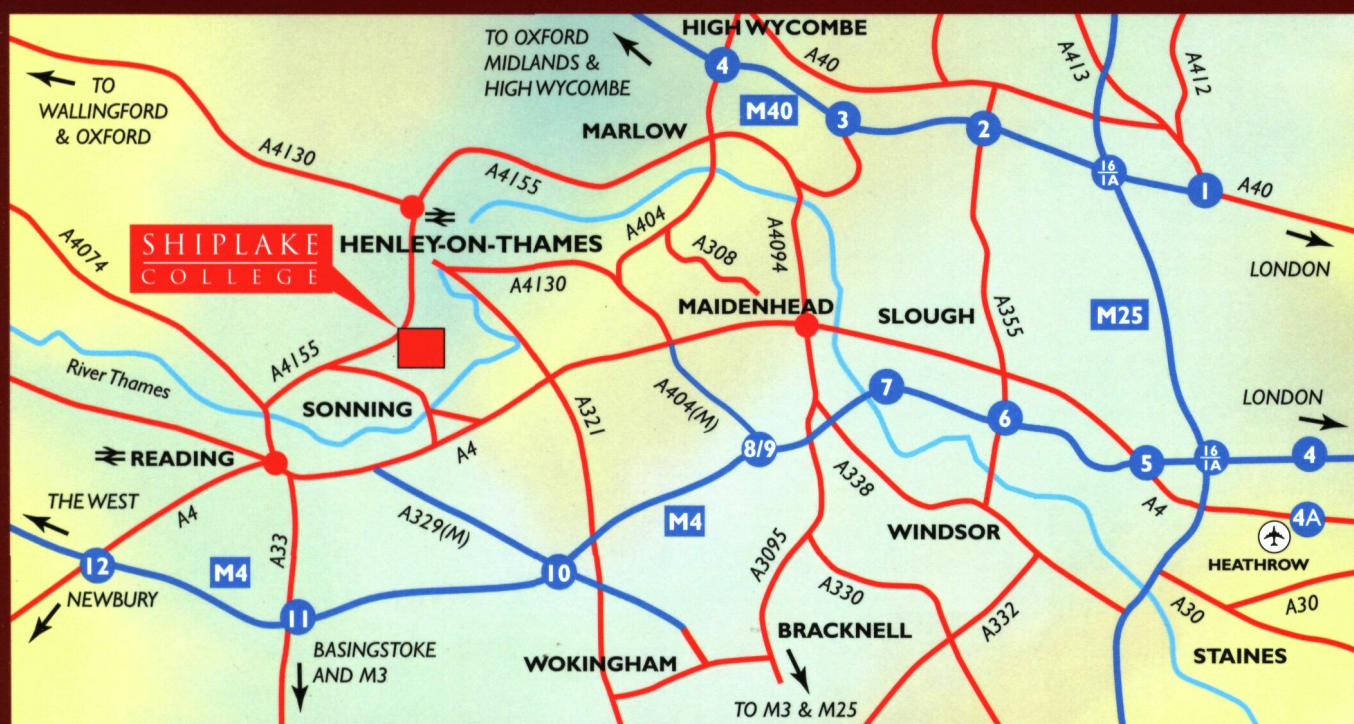 HIGH WYCOMBE
TO OXFORD
MIDLANDS &
HIGH WYCOMBE
TO
WALLINGFORD
& OXFORD
4
A40
A413
A412
M40
3
2
MARLOW
A4130
A4155
16
1A
1
A40
LONDON
A4074
SHIPLAKE
COLLEGE
HENLEY-ON-THAMES
A404
A308
A4094
A4130
MAIDENHEAD
SLOUGH
A355
M25
River Thames
A4155
SONNING
A321
A404(M)
7
6
LONDON
READING
A4
8/9
5
16
1A
4
THE WEST
A4
A33
A329(M)
M4
A338
WINDSOR
A4
4A
HEATHROW
12
M4
10
A3095
NEWBURY
11
A330
A332
A30
A30
BASINGSTOKE
AND M3
WOKINGHAM
BRACKNELL
STAINES
TO M3 & M25